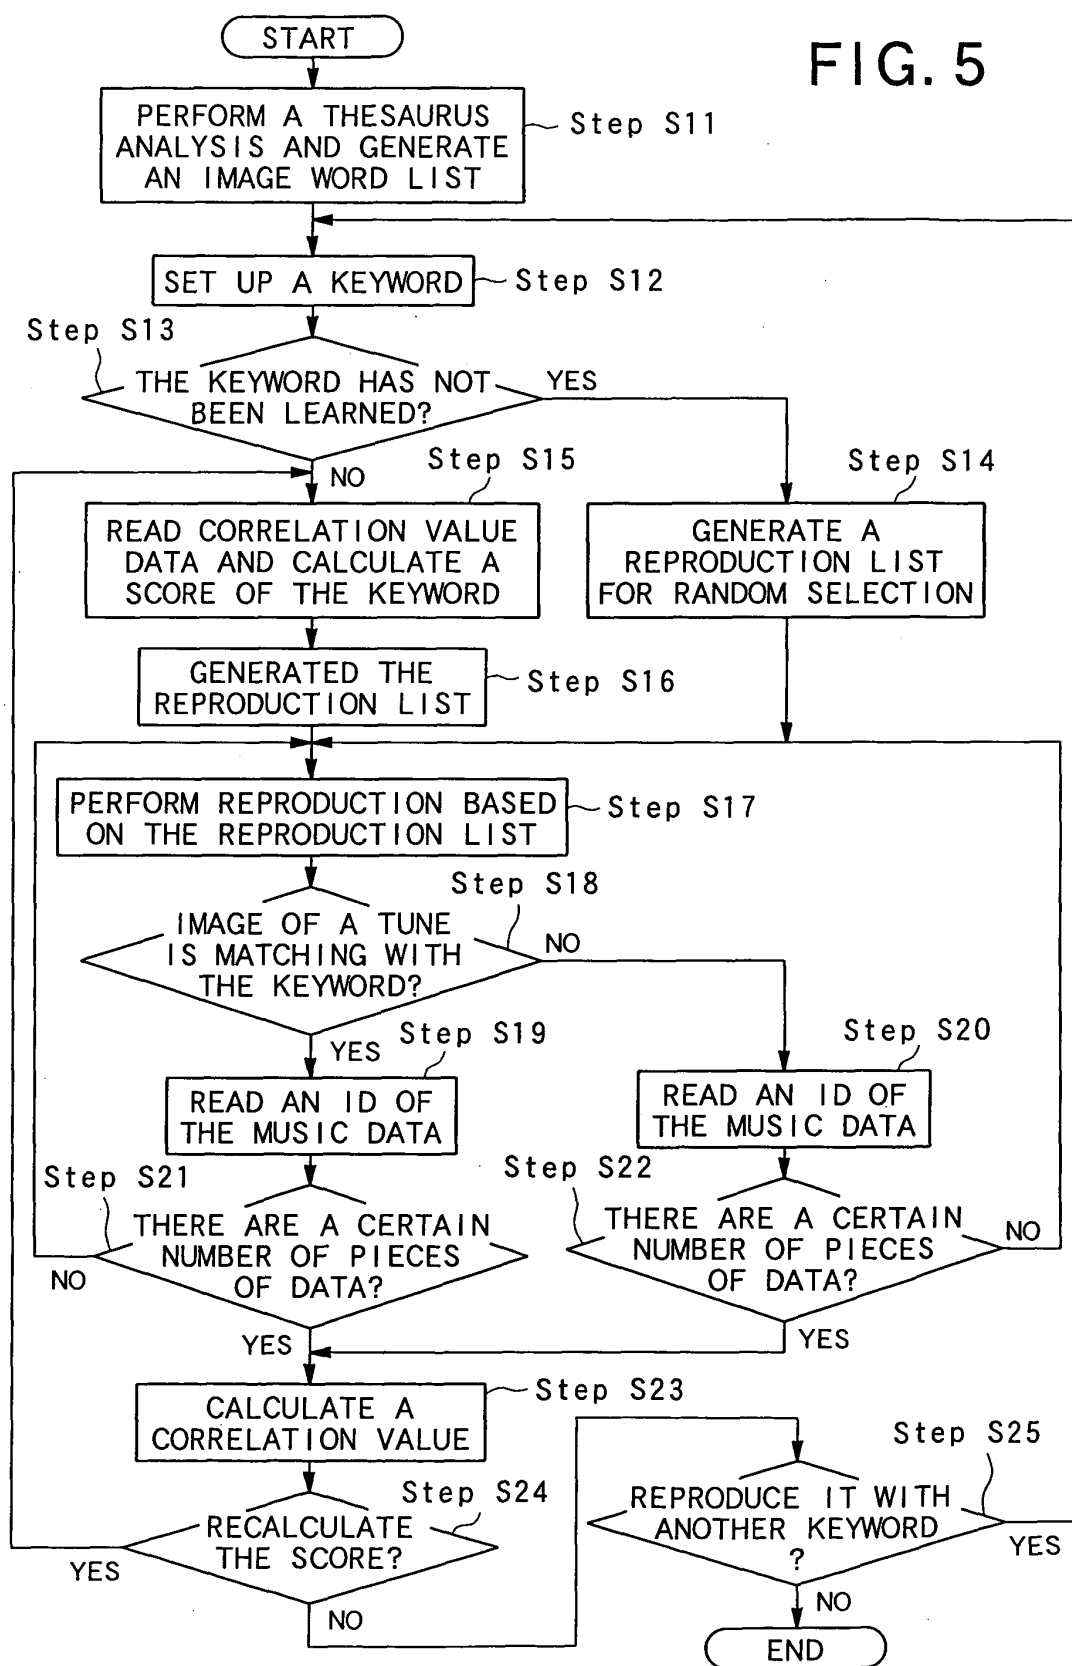 FIG. 5
START
PERFORM A THESAURUS
ANALYSIS AND GENERATE
AN IMAGE WORD LIST
Step S11
SET UP A KEYWORD
Step S12
Step S13
THE KEYWORD HAS NOT
BEEN LEARNED?
YES
NO
Step S15
READ CORRELATION VALUE
DATA AND CALCULATE A
SCORE OF THE KEYWORD
Step S14
GENERATE A
REPRODUCTION LIST
FOR RANDOM SELECTION
GENERATED THE
REPRODUCTION LIST
Step S16
PERFORM REPRODUCTION BASED
ON THE REPRODUCTION LIST
Step S17
Step S18
IMAGE OF A TUNE
IS MATCHING WITH
THE KEYWORD?
NO
YES
Step S19
READ AN ID OF
THE MUSIC DATA
Step S20
READ AN ID OF
THE MUSIC DATA
Step S21
THERE ARE A CERTAIN
NUMBER OF PIECES
OF DATA?
NO
YES
Step S22
THERE ARE A CERTAIN
NUMBER OF PIECES
OF DATA?
NO
YES
CALCULATE A
CORRELATION VALUE
Step S23
Step S24
RECALCULATE
THE SCORE?
YES
NO
Step S25
REPRODUCE IT WITH
ANOTHER KEYWORD
?
YES
NO
END